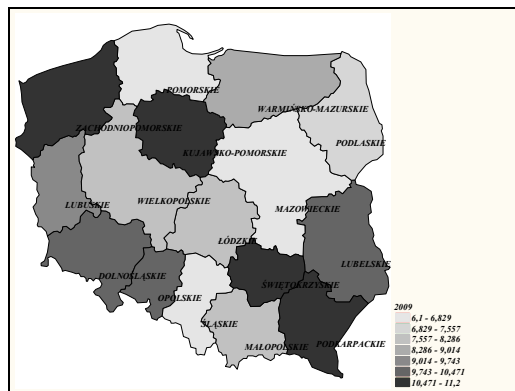 POMORSKIE
WARMIŃSKO-MAZURSKIE
ZACHODNIOPOMORSKIE
PODLASKIE
KUJAWSKO-POMORSKIE
WIELKOPOLSKIE
LUBUSKIE
MAZOWIECKIE
ŁÓDZKIE
LUBELSKIE
DOLNOŚLĄSKIE
ŚWIĘTOKRZYSKIE
OPOLSKIE
ŚLĄSKIE
PODKARPACKIE
MAŁOPOLSKIE
2009
6,1 - 6,829
6,829 - 7,557
7,557 - 8,286
8,286 - 9,014
9,014 - 9,743
9,743 - 10,471
10,471 - 11,2